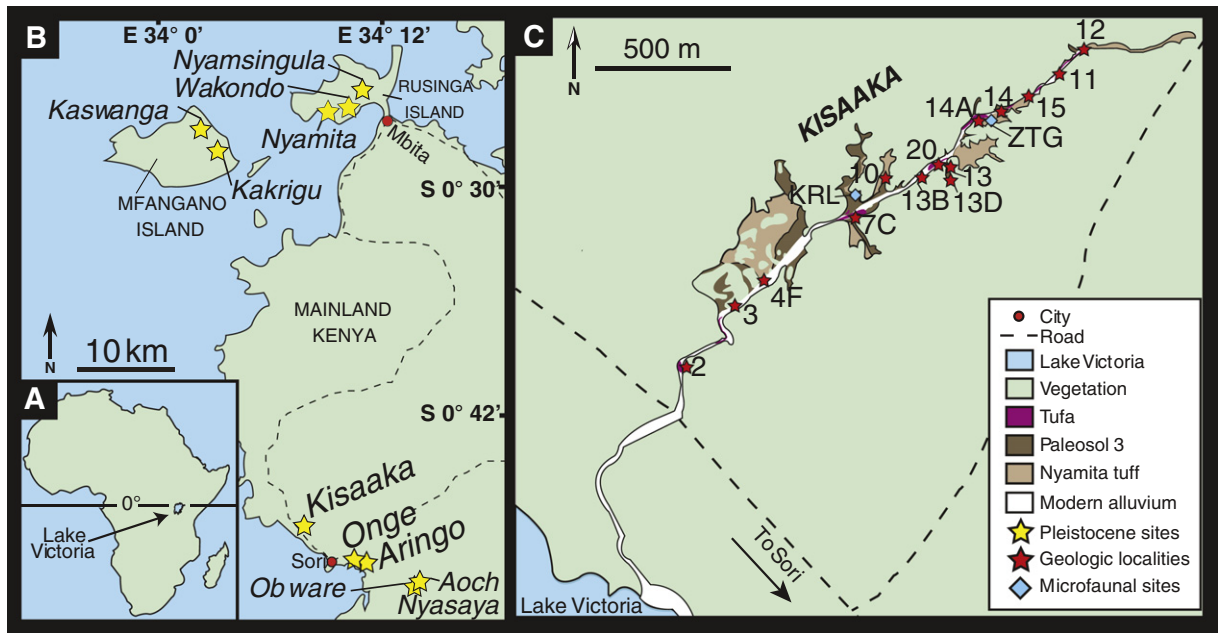 B
E 34° 0'
E 34° 12'
Nyamsingula
Wakondo
RUSINGA
ISLAND
Kaswanga
Nyamita
Mbita
Kakrigu
MFANGANO
ISLAND
S 0° 30'
MAINLAND
KENYA
N
10 km
S 0° 42'
A
0°
Lake
Victoria
Kisaaka
Onge
Aringo
Sori
Obware
Aoch
Nyasaya
C
500 m
N
KISAAKA
12
11
15
14
14A
ZTG
20
13
13D
13B
10
KRL
7C
4F
3
2
To Sori
Lake Victoria
City
Road
Lake Victoria
Vegetation
Tufa
Paleosol 3
Nyamita tuff
Modern alluvium
Pleistocene sites
Geologic localities
Microfaunal sites